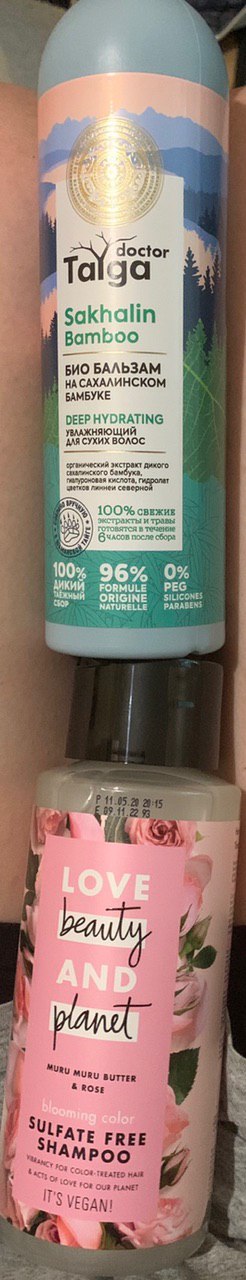 doctor
Taiga
Sakhalin
Bamboo
БИО БАЛЬЗАМ
НА САХАЛИНСКОМ
БАМБУКЕ
DEEP HYDRATING
УВЛАЖНЯЮЩИЙ
ДЛЯ СУХИХ ВОЛОС
органический экстракт дикого
сахалинского бамбука,
гиалуроновая кислота, гидролат
цветков линнеи северной
100% СВЕЖИЕ
экстракты и травы
готовятся в течение
6 часов после сбора
100%
ДИКИЙ
ТАЁЖНЫЙ
СБОР
96%
FORMULE
ORIGINE
NATURELLE
0%
PEG
SILICONES
PARABENS
P 11.05.20 20:15
E 09.11.22 93
LOVE
beauty
AND
planet
MURU MURU BUTTER
& ROSE
blooming color
SULFATE FREE
SHAMPOO
VIBRANCY FOR COLOR-TREATED HAIR
& ACTS OF LOVE FOR OUR PLANET
IT'S VEGAN!